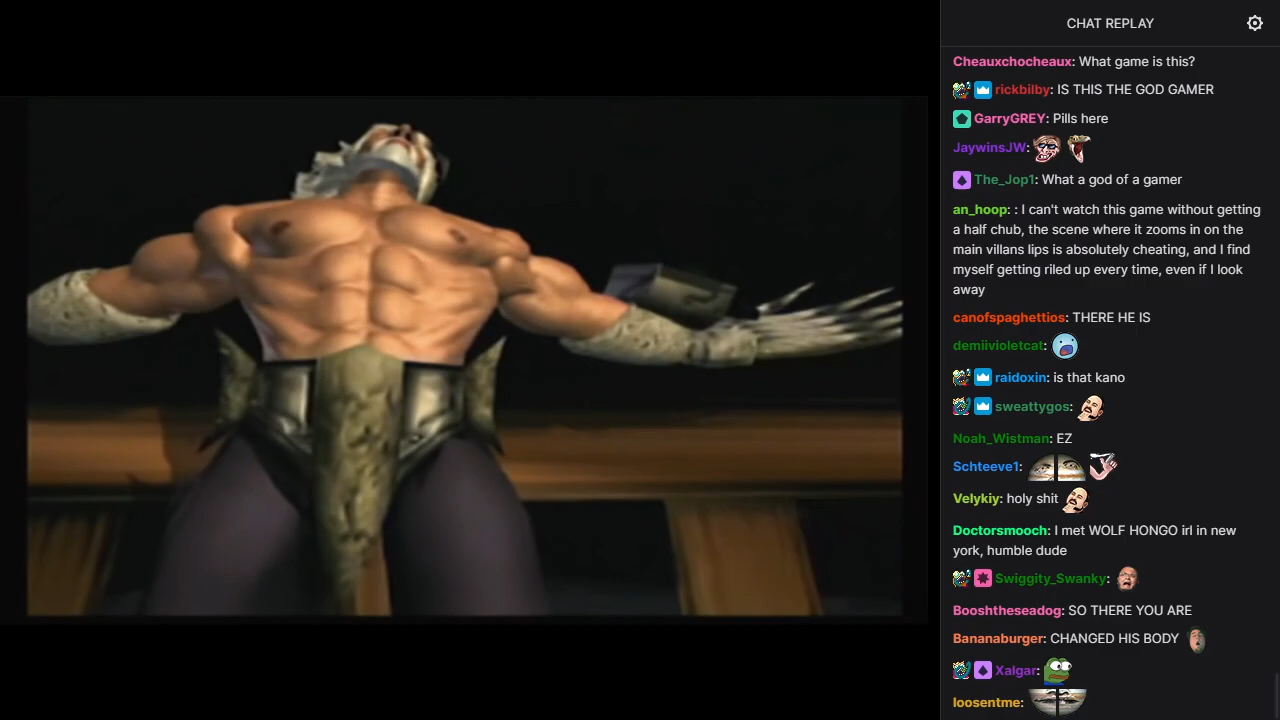 CHAT REPLAY
Cheauxchocheaux: What game is this?
rickbilby: IS THIS THE GOD GAMER
GarryGREY: Pills here
JaywinsJW:
The_Jop1: What a god of a gamer
an_hoop: : I can't watch this game without getting
a half chub, the scene where it zooms in on the
main villans lips is absolutely cheating, and I find
myself getting riled up every time, even if I look
away
canofspaghettios: THERE HE IS
demiivioletcat:
raidoxin: is that kano
sweattygos:
Noah_Wistman: EZ
Schteeve1:
Velykiy: holy shit
Doctorsmooch: I met WOLF HONGO irl in new
york, humble dude
Swiggity_Swanky:
Booshtheseadog: SO THERE YOU ARE
Bananaburger: CHANGED HIS BODY
Xalgar:
loosentme: